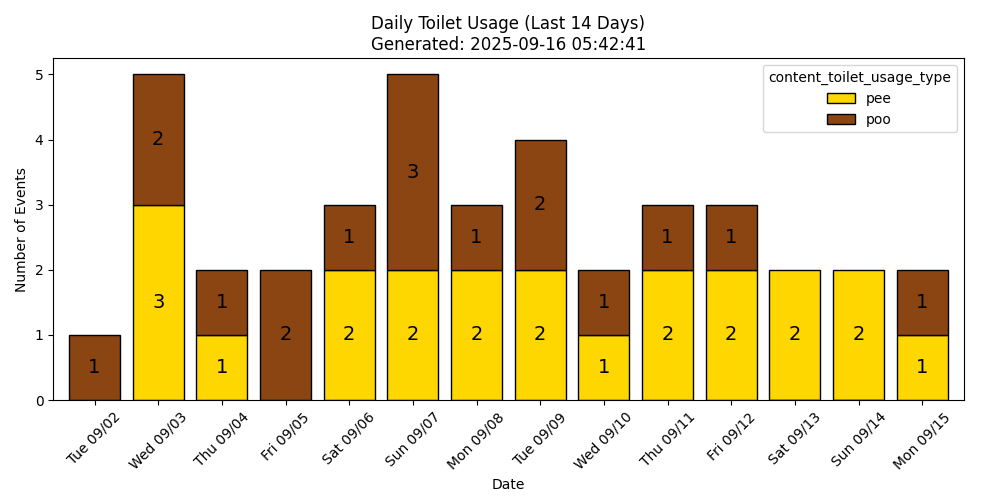 Daily Toilet Usage (Last 14 Days)
Generated: 2025-09-16 05:42:41
content_toilet_usage_type
pee
poo
Number of Events
5
4
3
2
1
0
2
3
2
1
1
1
3
1
2
1
1
1
1
1
2
2
2
2
2
1
2
2
2
2
1
Tue 09/02
Wed 09/03
Thu 09/04
Fri 09/05
Sat 09/06
Sun 09/07
Mon 09/08
Tue 09/09
Wed 09/10
Thu 09/11
Fri 09/12
Sat 09/13
Sun 09/14
Mon 09/15
Date